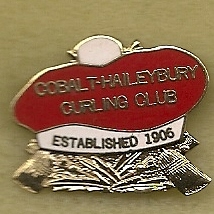 COBALT-HAILEYBURY
CURLING CLUB
ESTABLISHED 1906